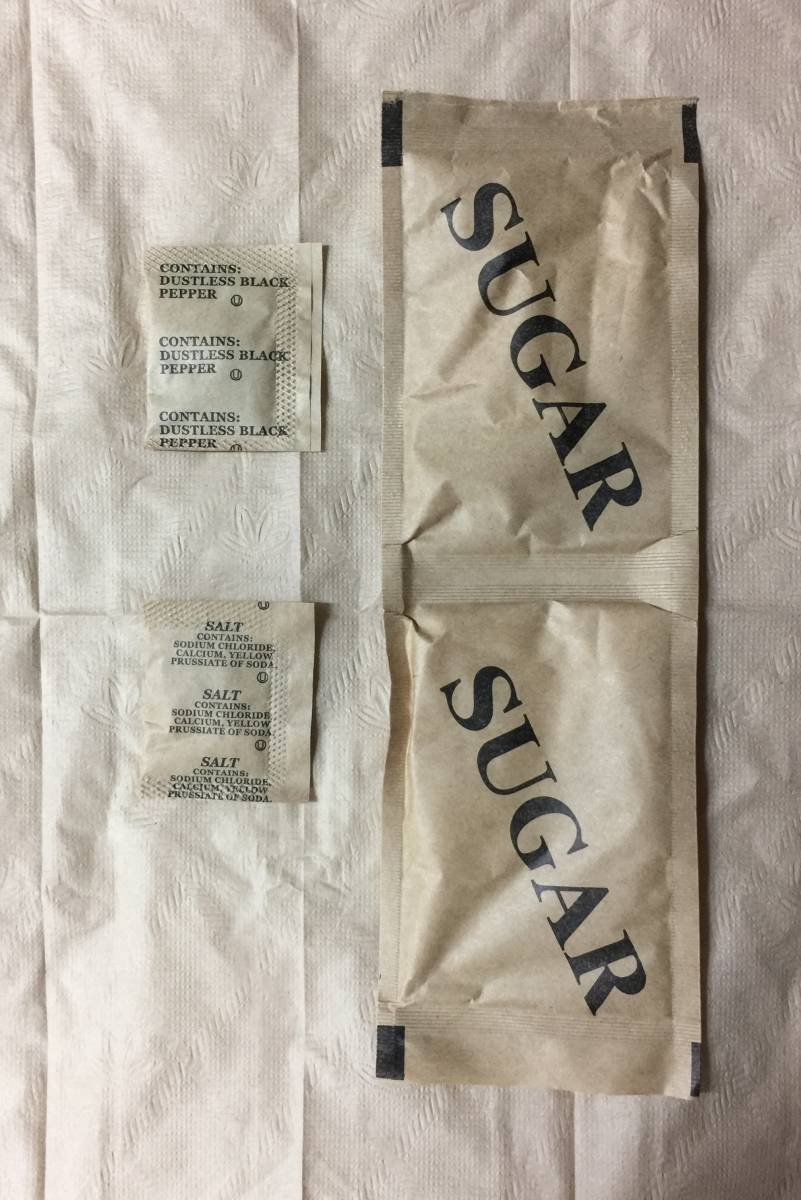 CONTAINS:
DUSTLESS BLACK
PEPPER Ⓤ
CONTAINS:
DUSTLESS BLACK
PEPPER Ⓤ
CONTAINS:
DUSTLESS BLACK
PEPPER Ⓤ
Ⓤ
SALT
CONTAINS:
SODIUM CHLORIDE,
CALCIUM, YELLOW
PRUSSIATE OF SODA.
Ⓤ
SALT
CONTAINS:
SODIUM CHLORIDE,
CALCIUM, YELLOW
PRUSSIATE OF SODA.
Ⓤ
SALT
CONTAINS:
SODIUM CHLORIDE,
CALCIUM, YELLOW
PRUSSIATE OF SODA.
SUGAR
SUGAR